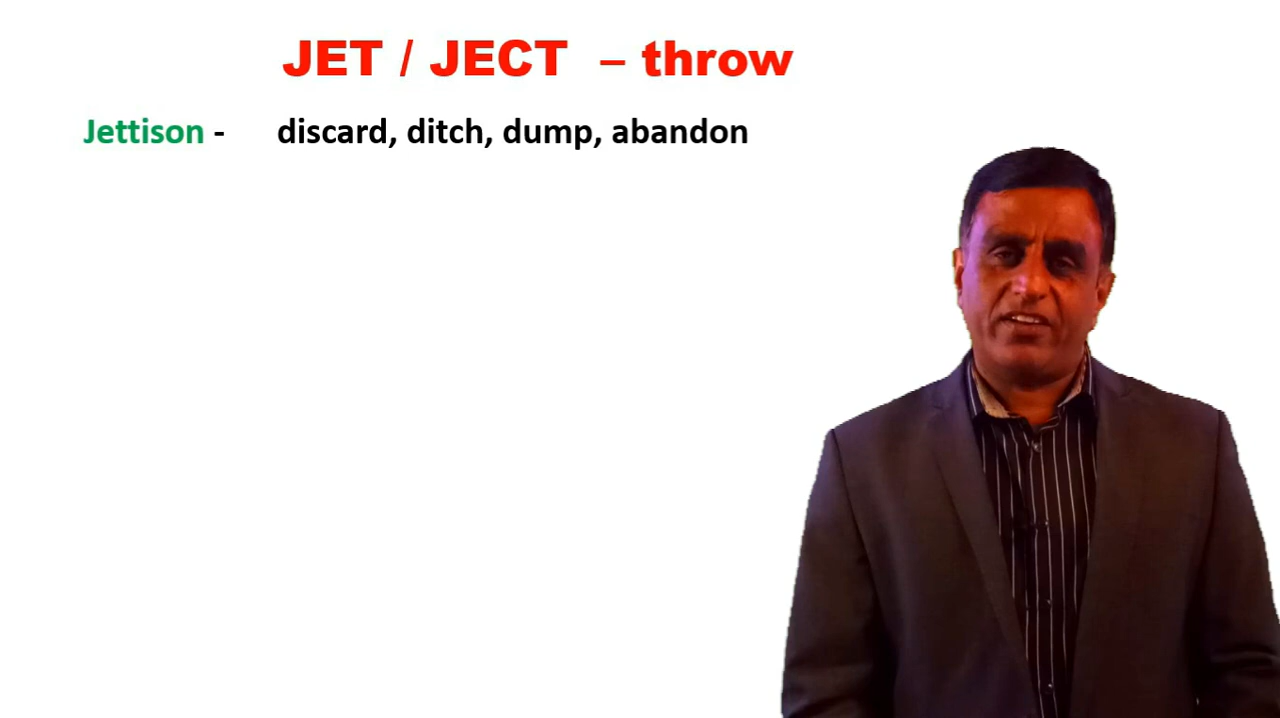 JET / JECT – throw
Jettison - discard, ditch, dump, abandon